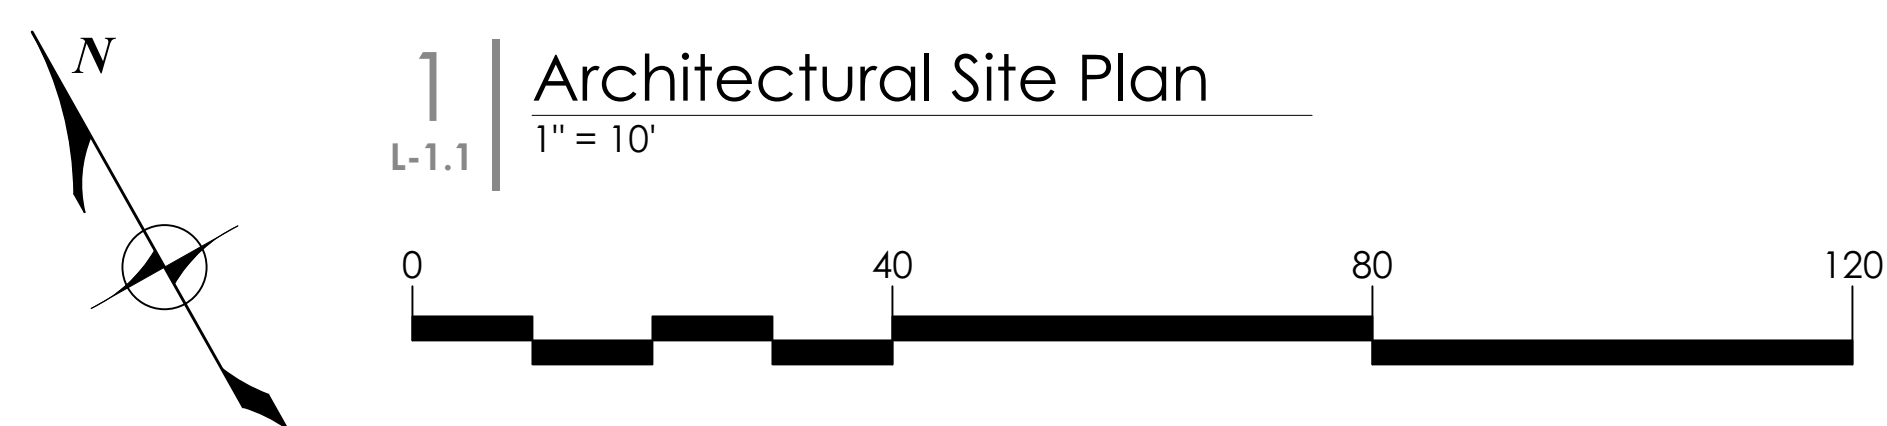 N
1
L-1.1
Architectural Site Plan
1" = 10'
0 40 80 120